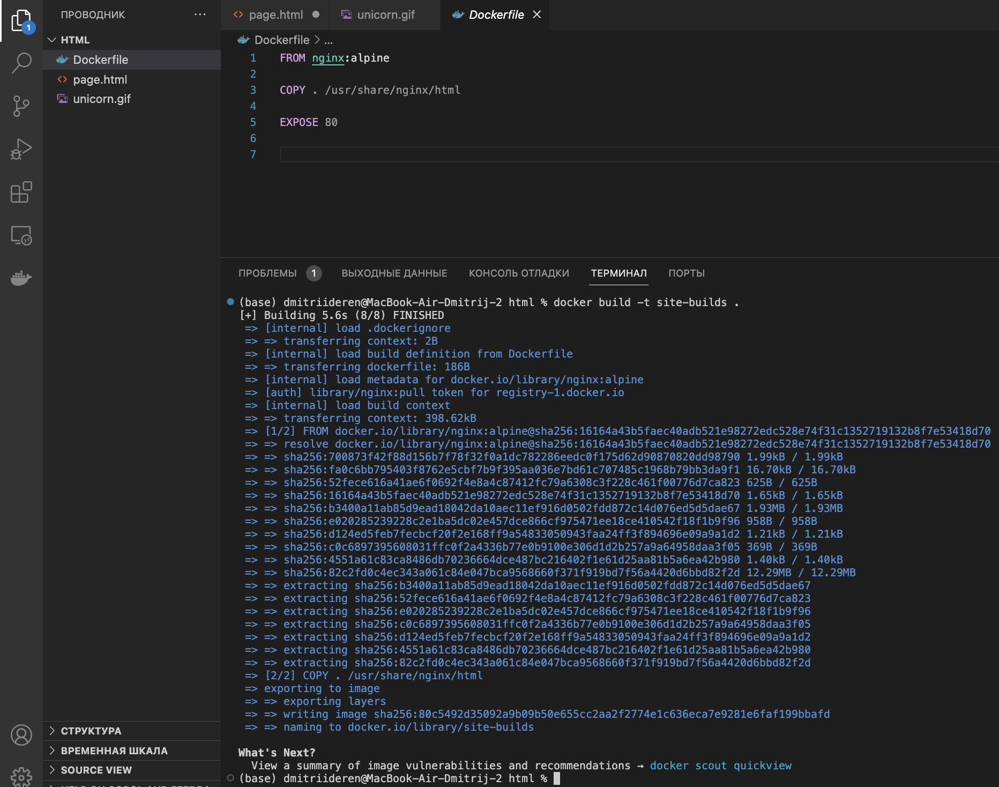 1
ПРОВОДНИК
HTML
Dockerfile
page.html
unicorn.gif
СТРУКТУРА
ВРЕМЕННАЯ ШКАЛА
SOURCE VIEW
page.html
unicorn.gif
Dockerfile
Dockerfile > ...
1 FROM nginx:alpine
2
3 COPY . /usr/share/nginx/html
4
5 EXPOSE 80
6
7
ПРОБЛЕМЫ 1 ВЫХОДНЫЕ ДАННЫЕ КОНСОЛЬ ОТЛАДКИ ТЕРМИНАЛ ПОРТЫ
(base) dmitriideren@MacBook-Air-Dmitrij-2 html % docker build -t site-builds .
[+] Building 5.6s (8/8) FINISHED
=> [internal] load .dockerignore
=> => transferring context: 2B
=> [internal] load build definition from Dockerfile
=> => transferring dockerfile: 186B
=> [internal] load metadata for docker.io/library/nginx:alpine
=> [auth] library/nginx:pull token for registry-1.docker.io
=> [internal] load build context
=> => transferring context: 398.62kB
=> [1/2] FROM docker.io/library/nginx:alpine@sha256:16164a43b5faec40adb521e98272edc528e74f31c1352719132b8f7e53418d70
=> => resolve docker.io/library/nginx:alpine@sha256:16164a43b5faec40adb521e98272edc528e74f31c1352719132b8f7e53418d70
=> => sha256:700873f42f88d156b7f78f32f0a1dc782286eedc0f175d62d90870820dd98790 1.99kB / 1.99kB
=> => sha256:fa0c6bb795403f8762e5cbf7b9f395aa036e7bd61c707485c1968b79bb3da9f1 16.70kB / 16.70kB
=> => sha256:52fece616a41ae6f0692f4e8a4c87412fc79a6308c3f228c461f00776d7ca823 625B / 625B
=> => sha256:16164a43b5faec40adb521e98272edc528e74f31c1352719132b8f7e53418d70 1.65kB / 1.65kB
=> => sha256:b3400a11ab85d9ead18042da10aec11ef916d0502fdd872c14d076ed5d5dae67 1.93MB / 1.93MB
=> => sha256:e020285239228c2e1ba5dc02e457dce866cf975471ee18ce410542f18f1b9f96 958B / 958B
=> => sha256:d124ed5feb7fecbcf20f2e168ff9a54833050943faa24ff3f894696e09a9a1d2 1.21kB / 1.21kB
=> => sha256:c0c6897395608031ffc0f2a4336b77e0b9100e306d1d2b257a9a64958daa3f05 369B / 369B
=> => sha256:4551a61c83ca8486db70236664dce487bc216402f1e61d25aa81b5a6ea42b980 1.40kB / 1.40kB
=> => sha256:82c2fd0c4ec343a061c84e047bca9568660f371f919bd7f56a4420d6bbd82f2d 12.29MB / 12.29MB
=> => extracting sha256:b3400a11ab85d9ead18042da10aec11ef916d0502fdd872c14d076ed5d5dae67
=> => extracting sha256:52fece616a41ae6f0692f4e8a4c87412fc79a6308c3f228c461f00776d7ca823
=> => extracting sha256:e020285239228c2e1ba5dc02e457dce866cf975471ee18ce410542f18f1b9f96
=> => extracting sha256:c0c6897395608031ffc0f2a4336b77e0b9100e306d1d2b257a9a64958daa3f05
=> => extracting sha256:d124ed5feb7fecbcf20f2e168ff9a54833050943faa24ff3f894696e09a9a1d2
=> => extracting sha256:4551a61c83ca8486db70236664dce487bc216402f1e61d25aa81b5a6ea42b980
=> => extracting sha256:82c2fd0c4ec343a061c84e047bca9568660f371f919bd7f56a4420d6bbd82f2d
=> [2/2] COPY . /usr/share/nginx/html
=> exporting to image
=> => exporting layers
=> => writing image sha256:80c5492d35092a9b09b50e655cc2aa2f2774e1c636eca7e9281e6faf199bbafd
=> => naming to docker.io/library/site-builds
What's Next?
View a summary of image vulnerabilities and recommendations → docker scout quickview
(base) dmitriideren@MacBook-Air-Dmitrij-2 html %